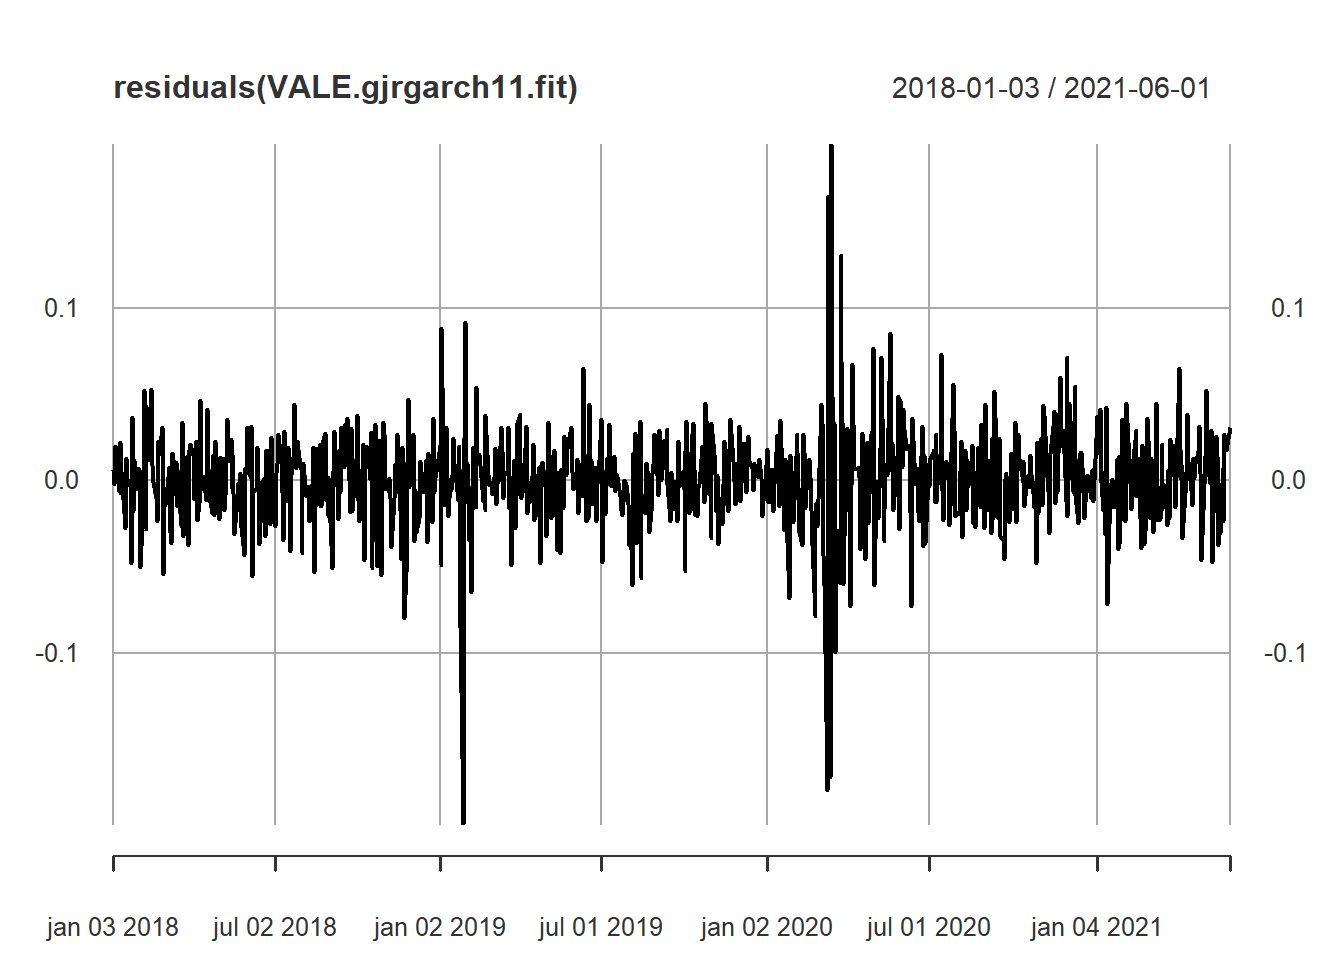 residuals(VALE.gjrgarch11.fit) 2018-01-03 / 2021-06-01
0.1 0.1
0.0 0.0
-0.1 -0.1
jan 03 2018 jul 02 2018 jan 02 2019 jul 01 2019 jan 02 2020 jul 01 2020 jan 04 2021